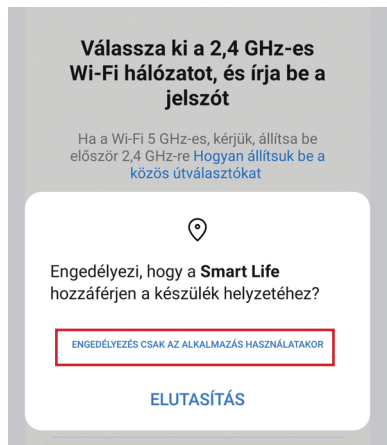 Válassza ki a 2,4 GHz-es
Wi-Fi hálózatot, és írja be a
jelszót
Ha a Wi-Fi 5 GHz-es, kérjük, állítsa be
először 2,4 GHz-re Hogyan állítsuk be a
közös útválasztókat
Engedélyezi, hogy a Smart Life
hozzáférjen a készülék helyzetéhez?
ENGEDÉLYEZÉS CSAK AZ ALKALMAZÁS HASZNÁLATAKOR
ELUTASÍTÁS